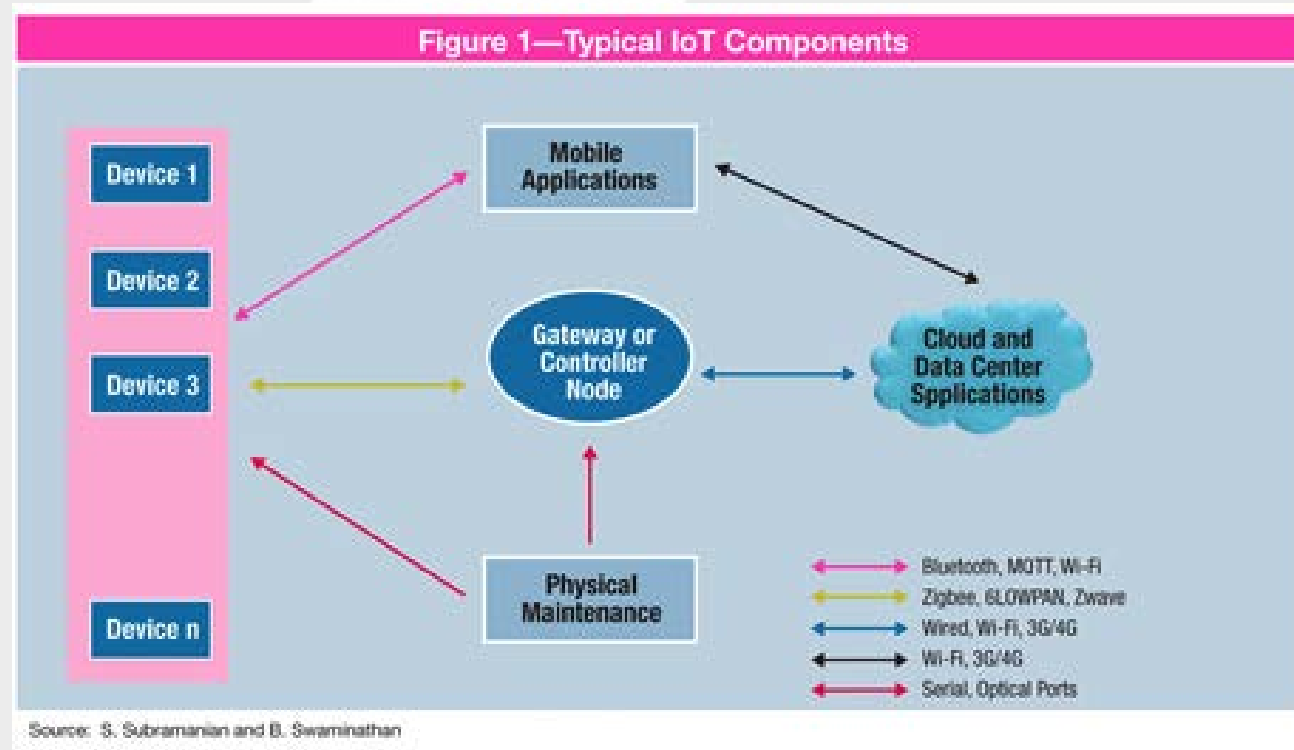 Figure 1—Typical IoT Components
Device 1
Device 2
Device 3
Device n
Mobile
Applications
Gateway or
Controller
Node
Cloud and
Data Center
Spplications
Physical
Maintenance
Bluetooth, MQTT, Wi-Fi
Zigbee, 6LOWPAN, Zwave
Wired, Wi-Fi, 3G/4G
Wi-Fi, 3G/4G
Serial, Optical Ports
Source: S. Subramanian and B. Swaminathan